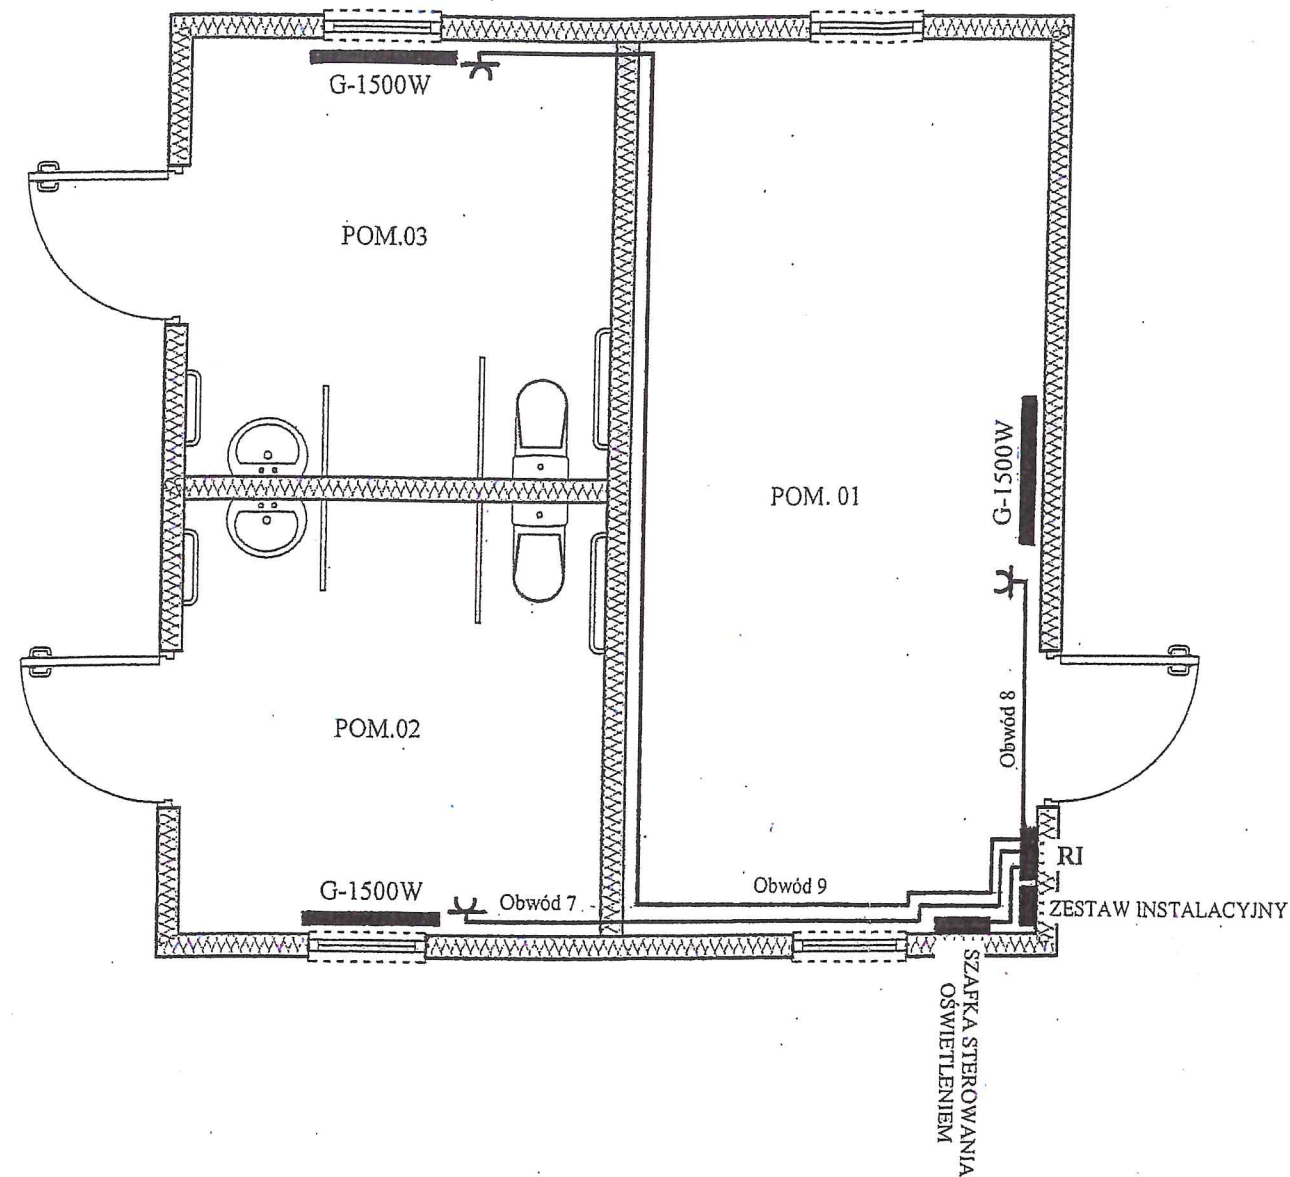 G-1500W
POM.03
G-1500W
POM. 01
POM.02
Obwód 8
RI
G-1500W
Obwód 7
Obwód 9
ZESTAW INSTALACYJNY
SZAFKA STEROWANIA
OŚWIETLENIEM